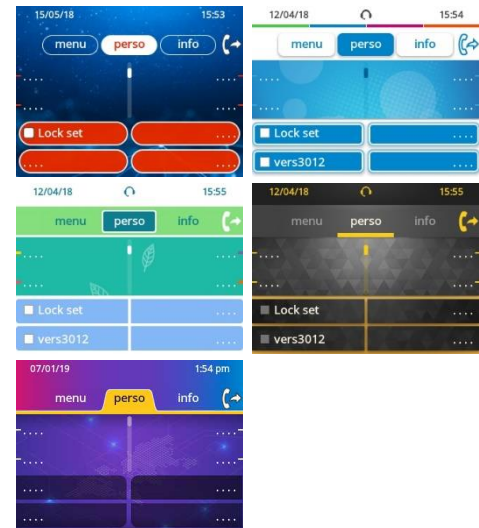 15/05/18 15:53
menu perso info
.... ....
.... ....
Lock set ....
.... ....
12/04/18 15:54
menu perso info
.... ....
.... ....
Lock set ....
vers3012 ....
12/04/18 15:55
menu perso info
.... ....
.... ....
Lock set ....
vers3012 ....
12/04/18 15:55
menu perso info
.... ....
.... ....
Lock set ....
vers3012 ....
07/01/19 1:54 pm
menu perso info
.... ....
.... ....
.... ....
.... ....